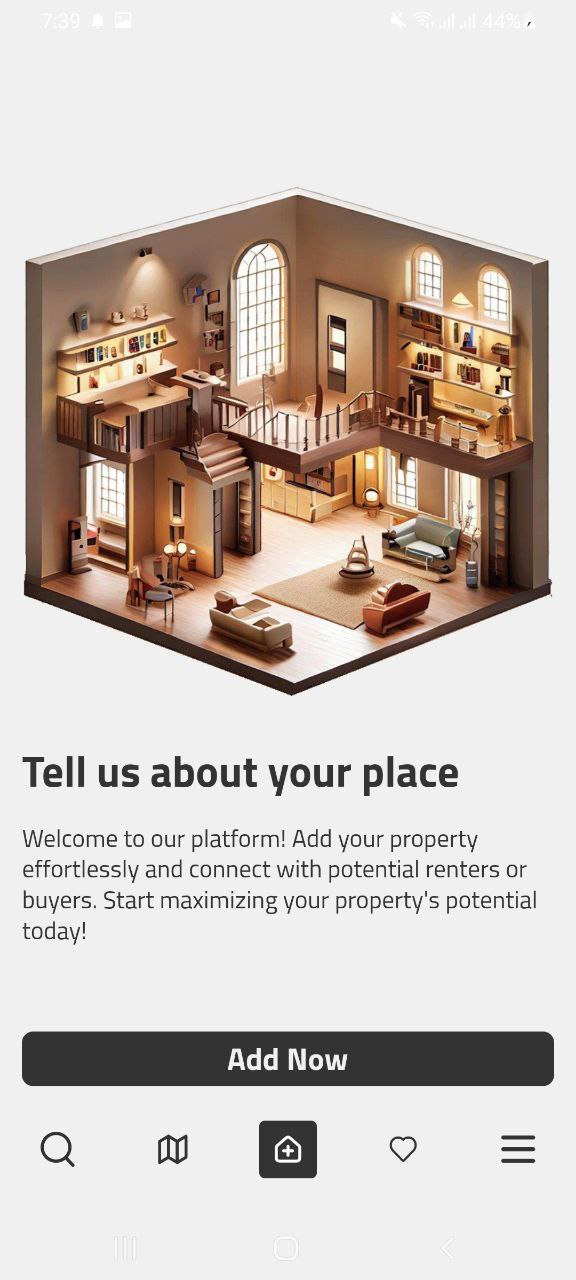 7:39
44%
Tell us about your place
Welcome to our platform! Add your property
effortlessly and connect with potential renters or
buyers. Start maximizing your property's potential
today!
Add Now